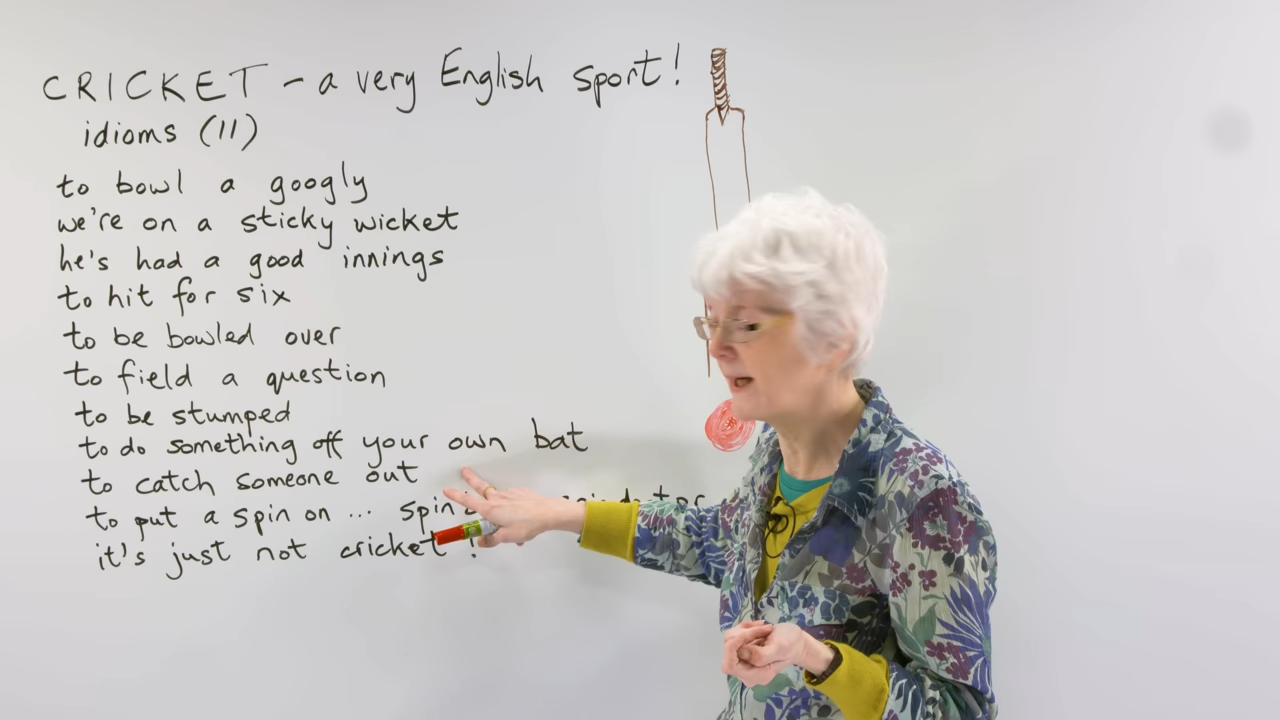 CRICKET - a very English sport!
idioms (11)
to bowl a googly
we're on a sticky wicket
he's had a good innings
to hit for six
to be bowled over
to field a question
to be stumped
to do something off your own bat
to catch someone out
to put a spin on ... spin
it's just not cricket !